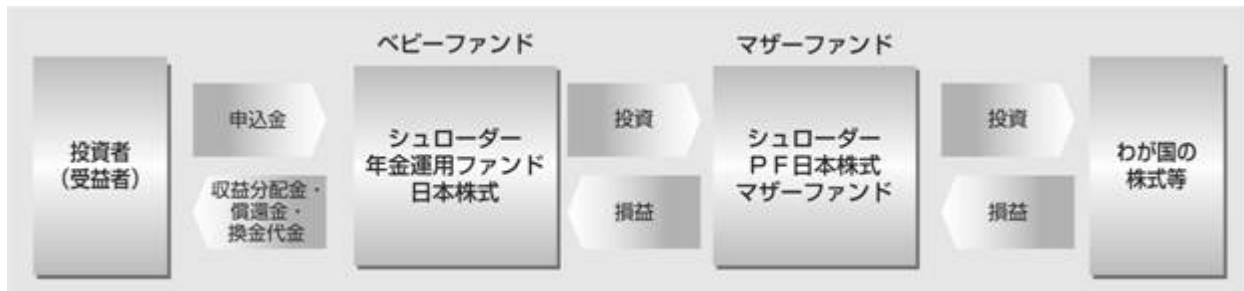 ベビーファンド
マザーファンド
投資者
（受益者）
申込金
収益分配金・
償還金・
換金代金
シュローダー
年金運用ファンド
日本株式
投資
損益
シュローダー
ＰＦ日本株式
マザーファンド
投資
損益
わが国の
株式等